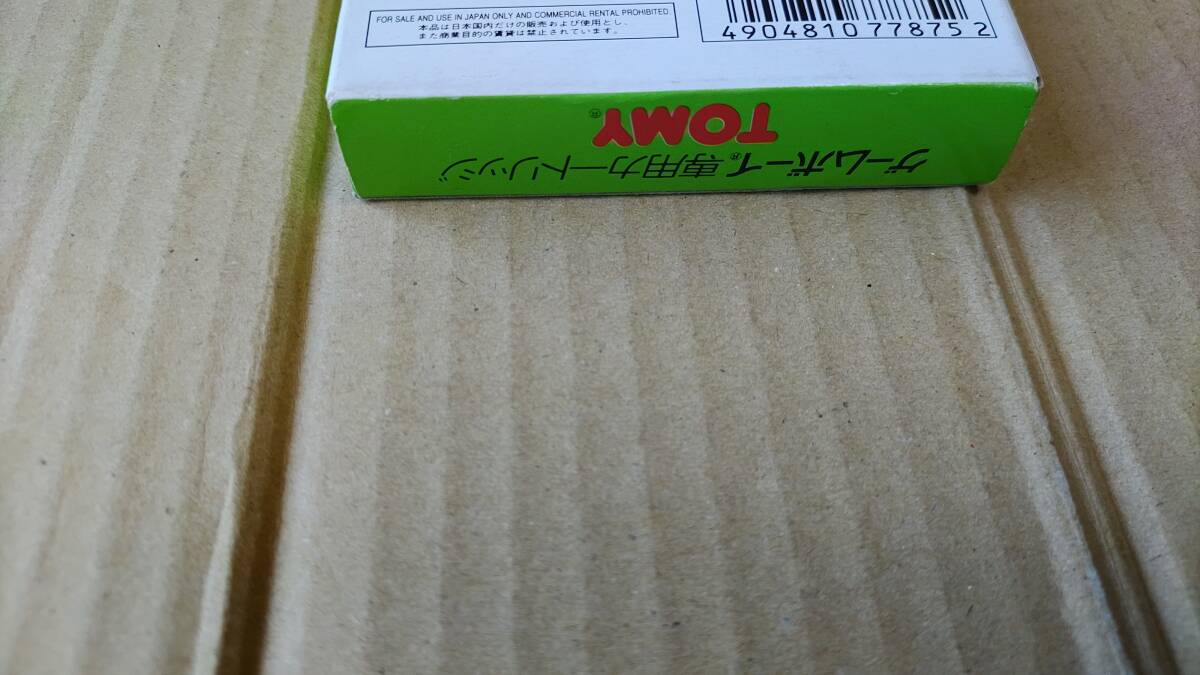 FOR SALE AND USE IN JAPAN ONLY AND COMMERCIAL RENTAL PROHIBITED
本品は日本国内だけの販売および使用とし、
また商業目的の賃貸は禁止されています。
4904810778752
ゲームボーイ®専用カートリッジ
TOMY®